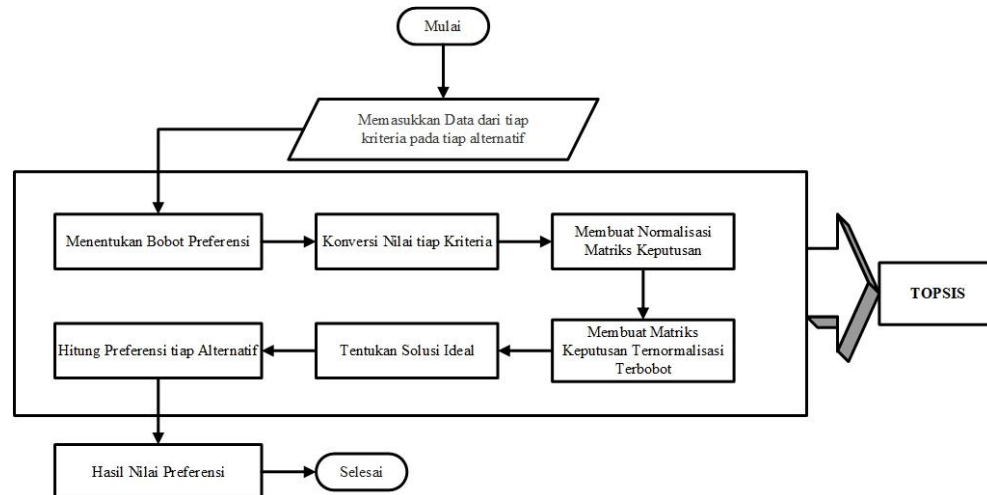 Mulai
Memasukkan Data dari tiap
kriteria pada tiap alternatif
Menentukan Bobot Preferensi
Konversi Nilai tiap Kriteria
Membuat Normalisasi
Matriks Keputusan
TOPSIS
Hitung Preferensi tiap Alternatif
Tentukan Solusi Ideal
Membuat Matriks
Keputusan Ternormalisasi
Terbobot
Hasil Nilai Preferensi
Selesai